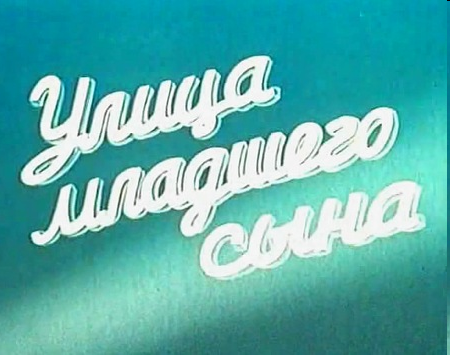 Улица
младшего
сына